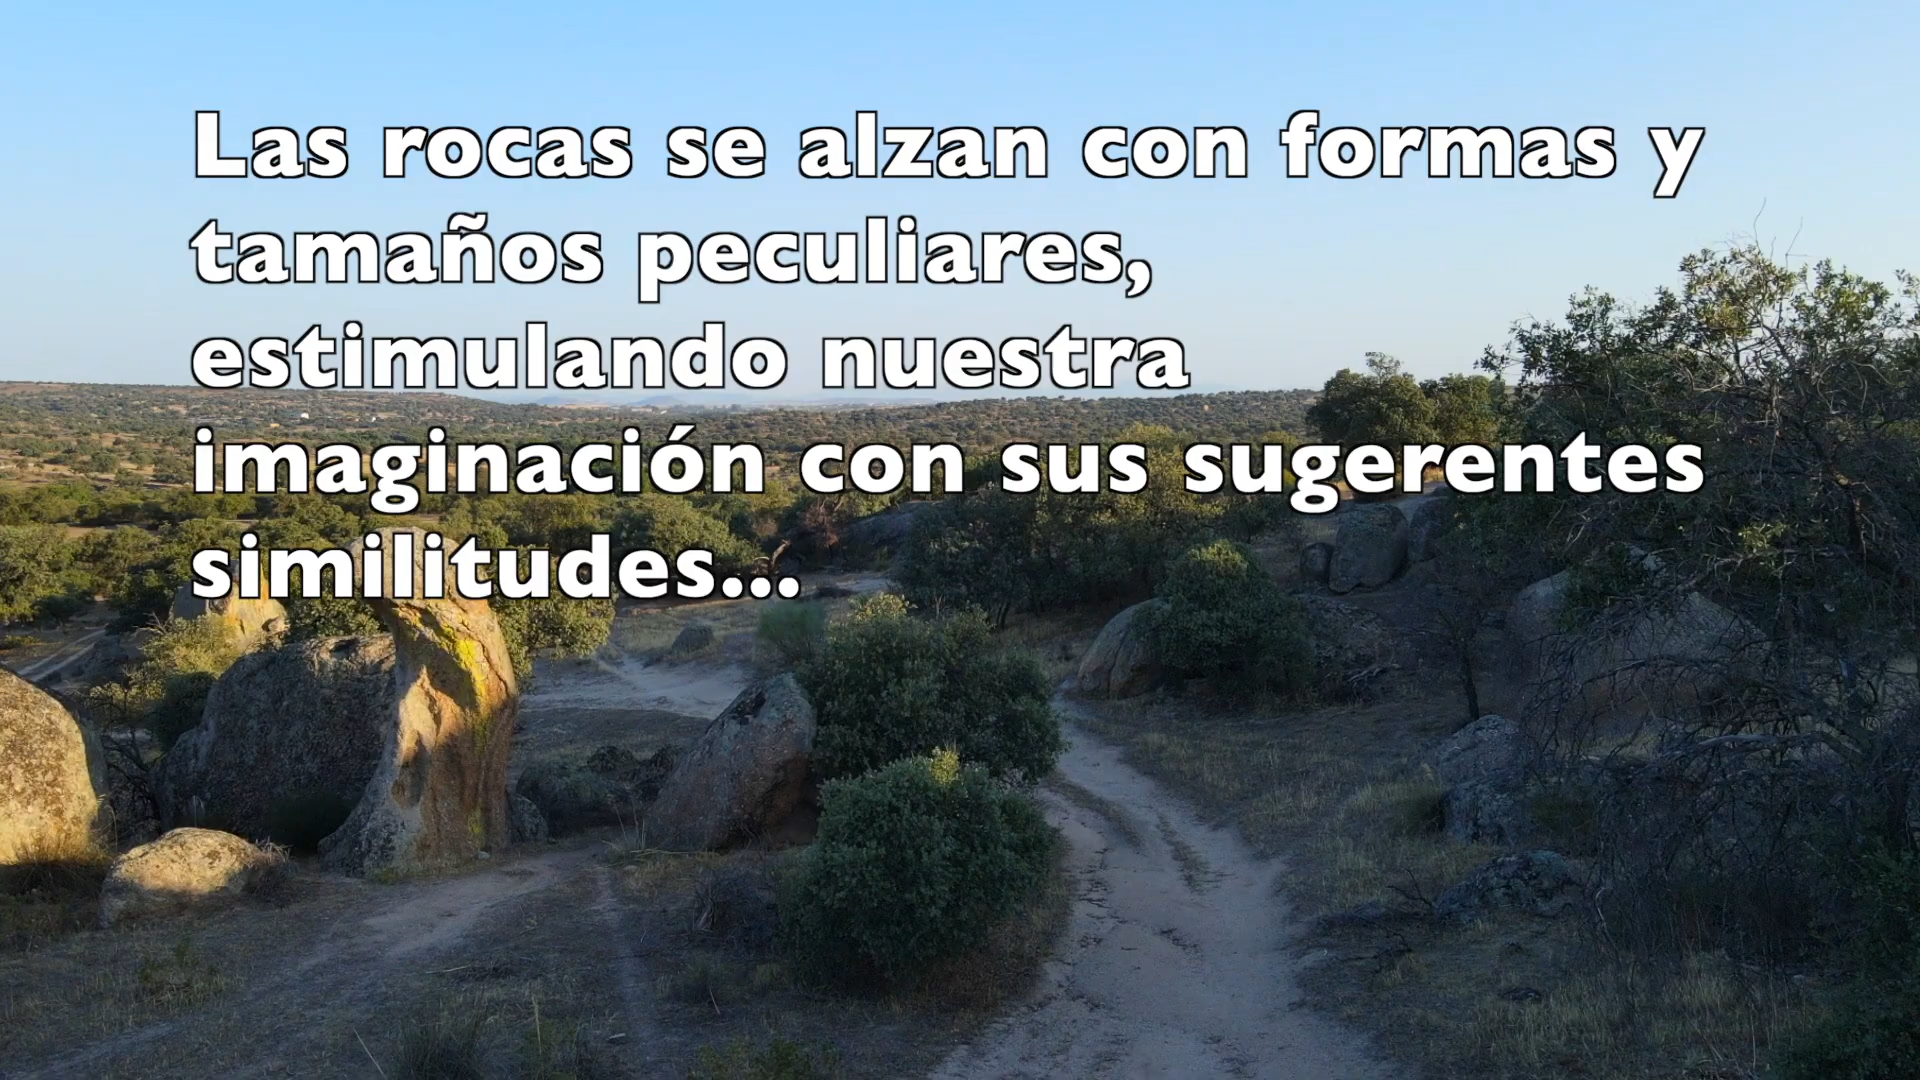 Las rocas se alzan con formas y
tamaños peculiares,
estimulando nuestra
imaginación con sus sugerentes
similitudes...